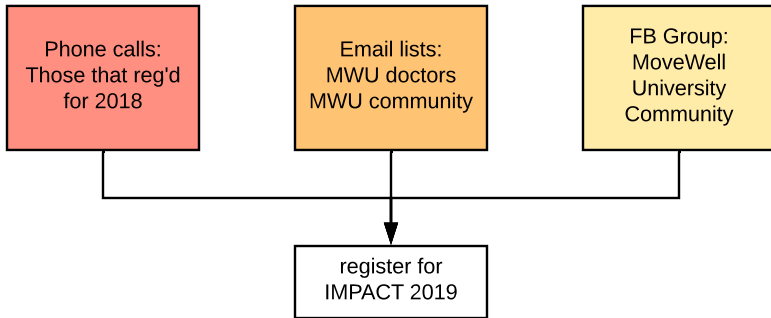 Phone calls:
Those that reg'd
for 2018
Email lists:
MWU doctors
MWU community
FB Group:
MoveWell
University
Community
register for
IMPACT 2019